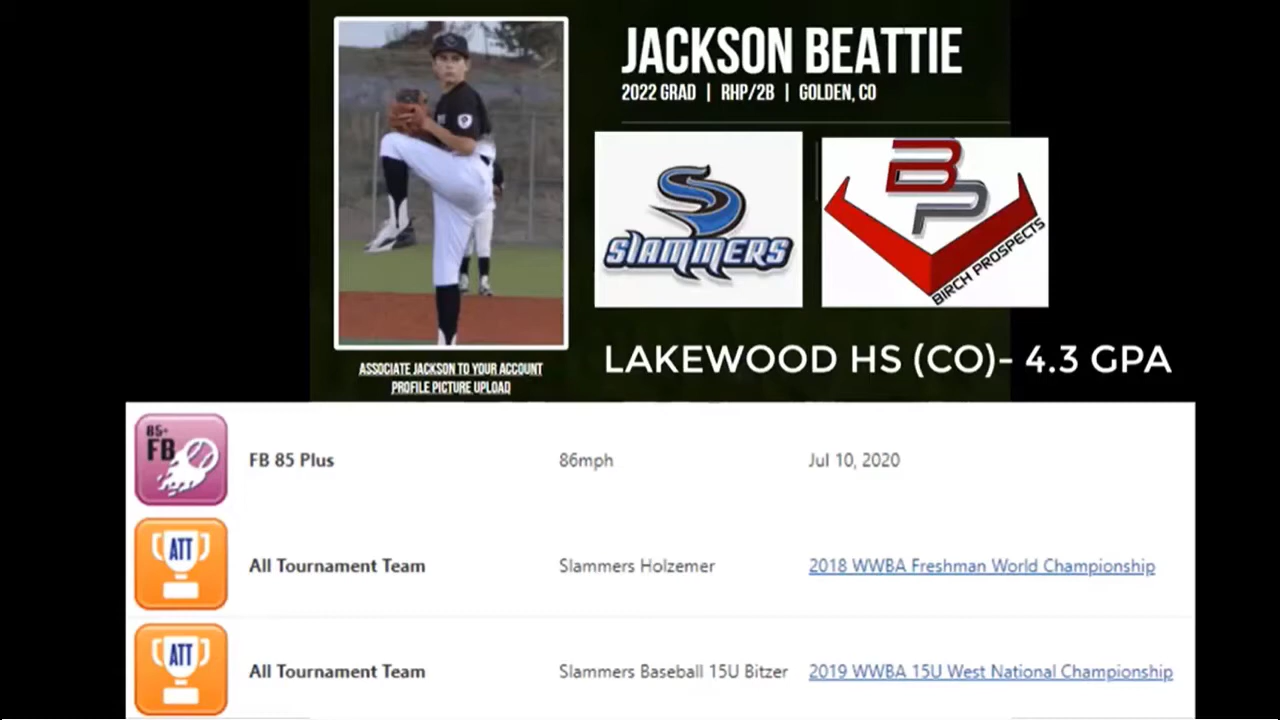 JACKSON BEATTIE
2022 GRAD | RHP/2B | GOLDEN, CO
SLAMMERS
BP
BIRCH PROSPECTS
ASSOCIATE JACKSON TO YOUR ACCOUNT
PROFILE PICTURE UPLOAD
LAKEWOOD HS (CO)- 4.3 GPA
85+
FB
FB 85 Plus 86mph Jul 10, 2020
ATT
All Tournament Team Slammers Holzemer 2018 WWBA Freshman World Championship
ATT
All Tournament Team Slammers Baseball 15U Bitzer 2019 WWBA 15U West National Championship